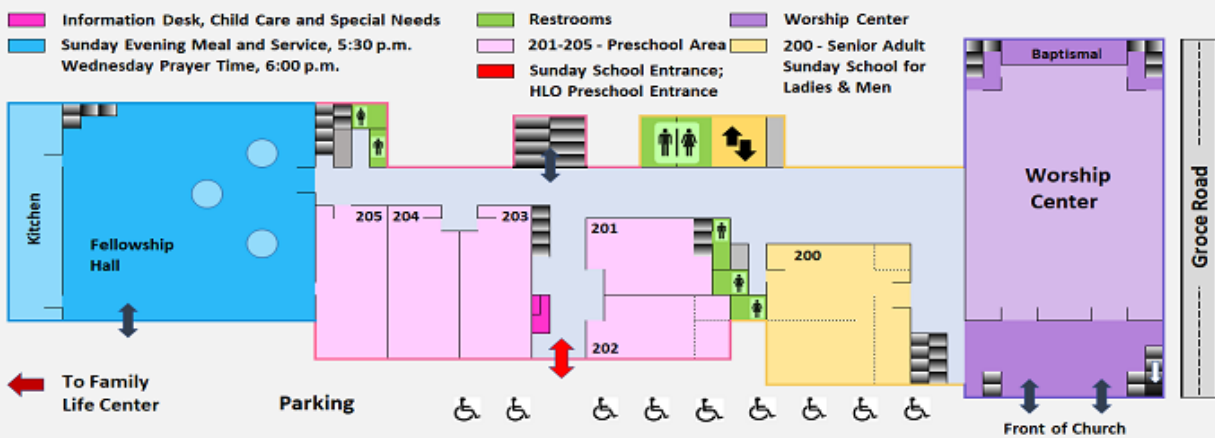 Information Desk, Child Care and Special Needs
Sunday Evening Meal and Service, 5:30 p.m.
Wednesday Prayer Time, 6:00 p.m.
Restrooms
201-205 - Preschool Area
Sunday School Entrance;
HLO Preschool Entrance
Worship Center
200 - Senior Adult
Sunday School for
Ladies & Men
Baptismal
Kitchen
Fellowship
Hall
205
204
203
201
202
200
Worship
Center
Groce Road
To Family
Life Center
Parking
Front of Church